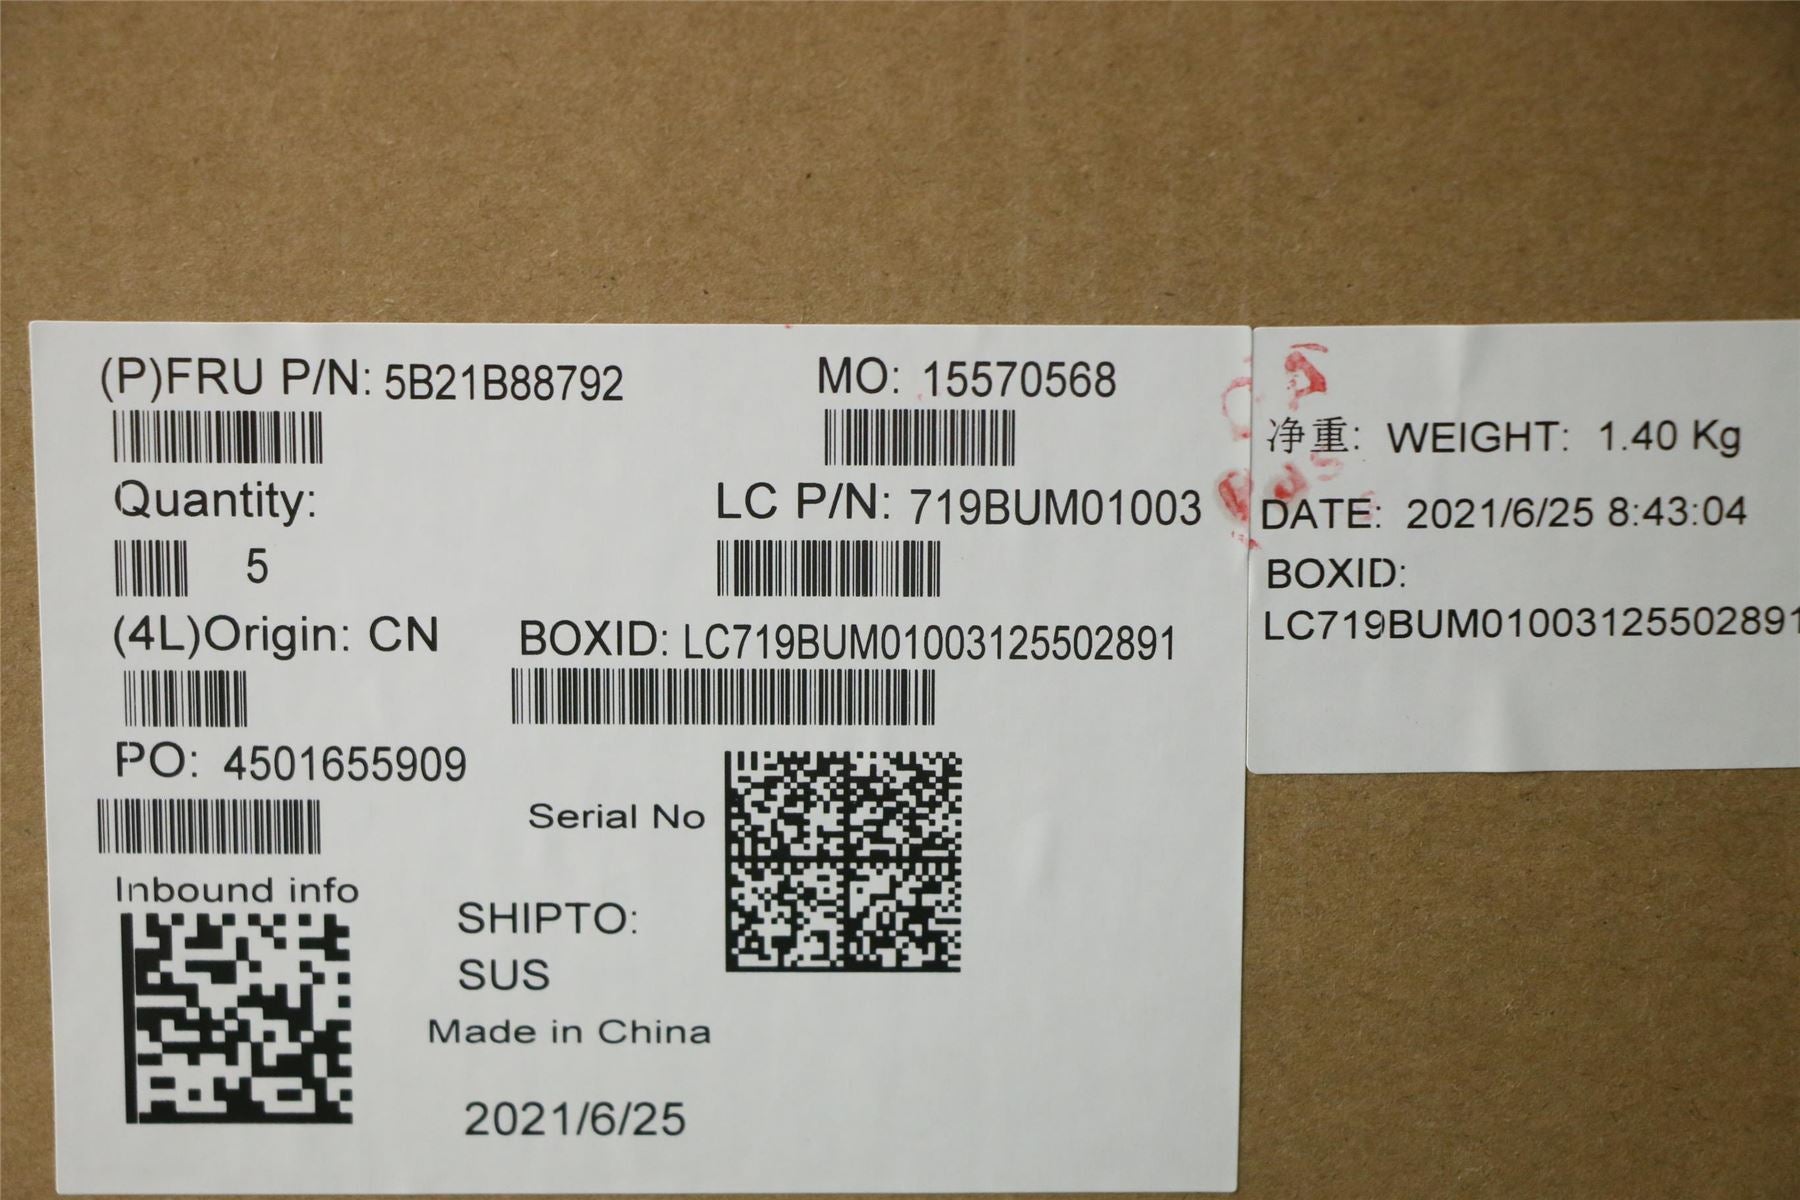 (P)FRU P/N: 5B21B88792
MO: 15570568
Quantity:
5
LC P/N: 719BUM01003
(4L)Origin: CN
BOXID: LC719BUM01003125502891
PO: 4501655909
Serial No
Inbound info
SHIPTO:
SUS
Made in China
2021/6/25
净重: WEIGHT: 1.40 Kg
DATE: 2021/6/25 8:43:04
BOXID:
LC719BUM01003125502891